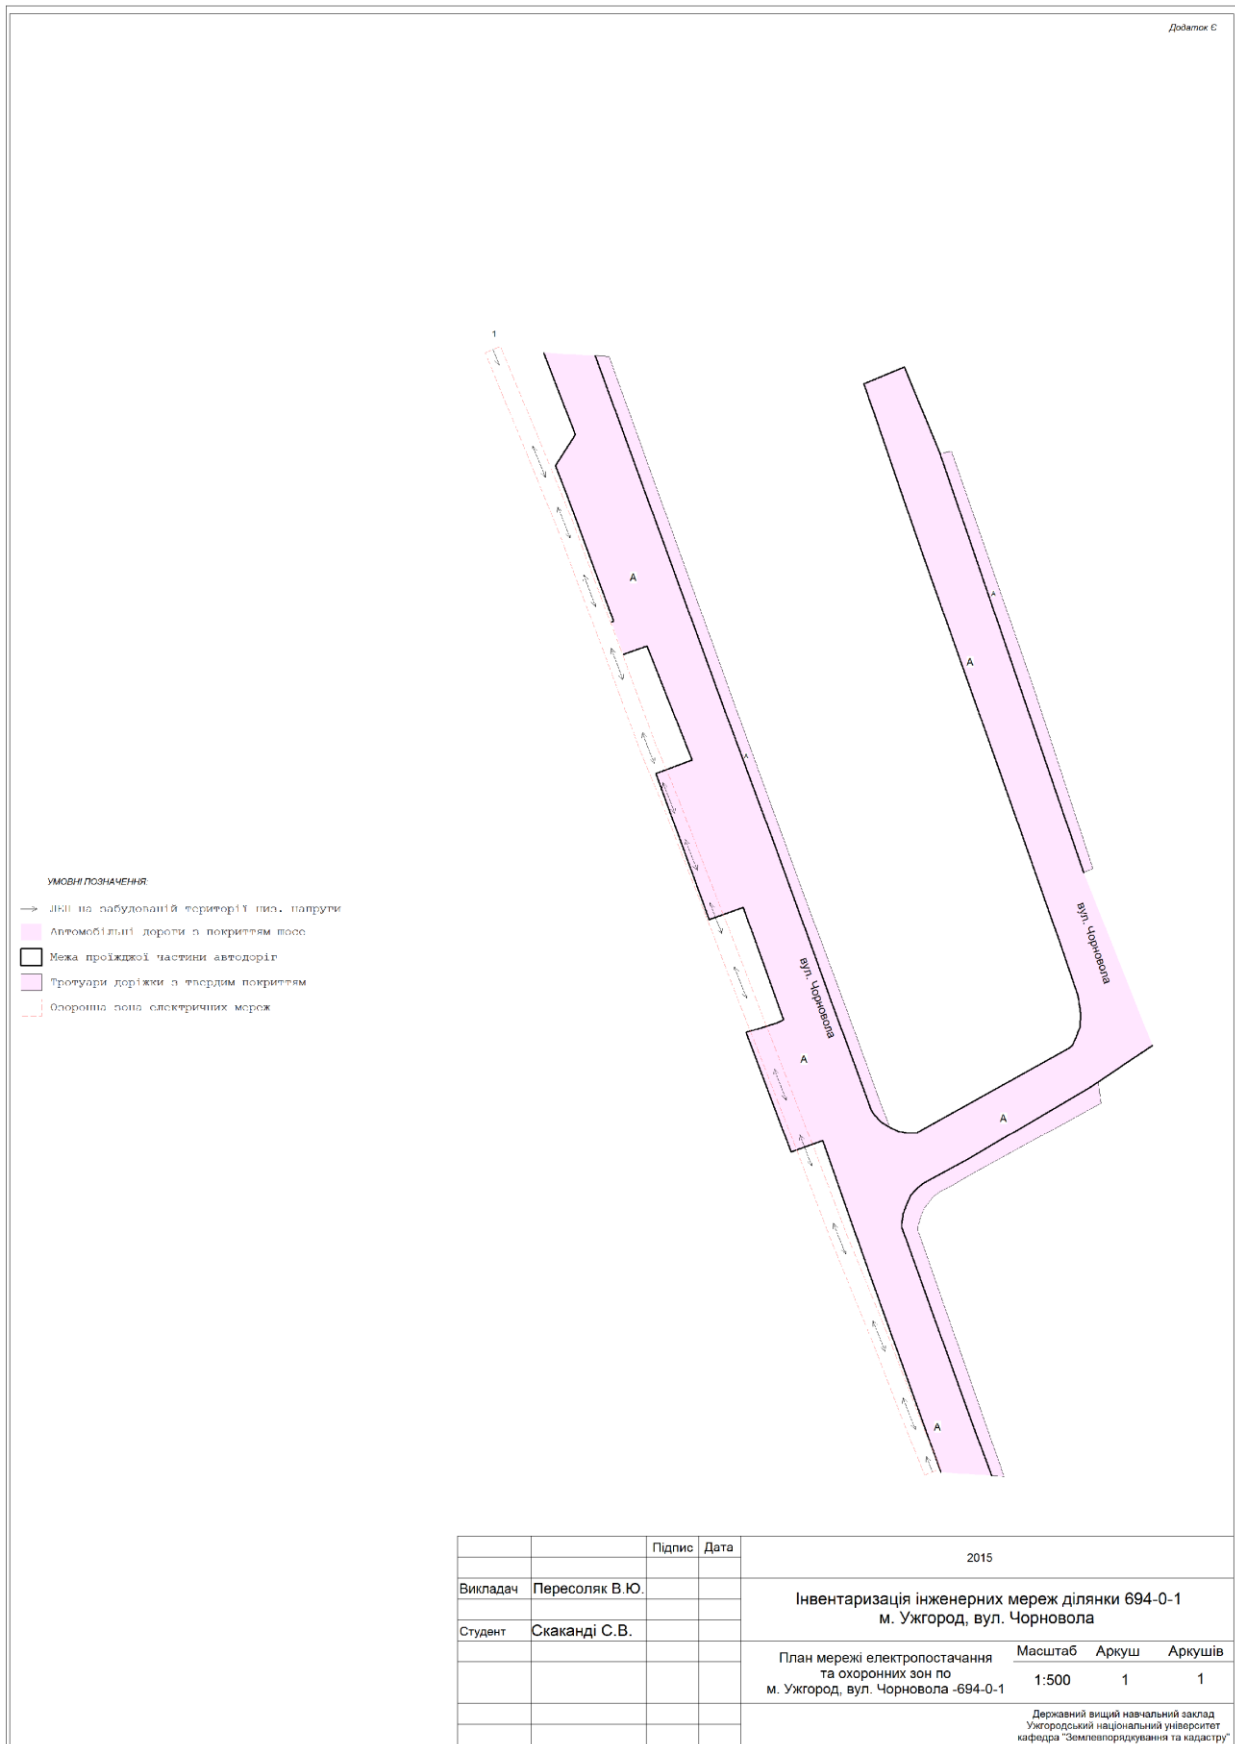 Додаток Є
1
А
А
А
А
вул. Чорновола
вул. Чорновола
А
А
А
УМОВНІ ПОЗНАЧЕННЯ:
ЛЕП на забудованій території низ. напруги
Автомобільні дороги з покриттям шосе
Межа проїжджої частини автодоріг
Тротуари доріжки з твердим покриттям
Охоронна зона електричних мереж
Підпис Дата
2015
Викладач Пересоляк В.Ю.
Інвентаризація інженерних мереж ділянки 694-0-1
м. Ужгород, вул. Чорновола
Студент Скаканді С.В.
План мережі електропостачання
та охоронних зон по
м. Ужгород, вул. Чорновола -694-0-1
Масштаб Аркуш Аркушів
1:500 1 1
Державний вищий навчальний заклад
Ужгородський національний університет
кафедра "Землевпорядкування та кадастру"